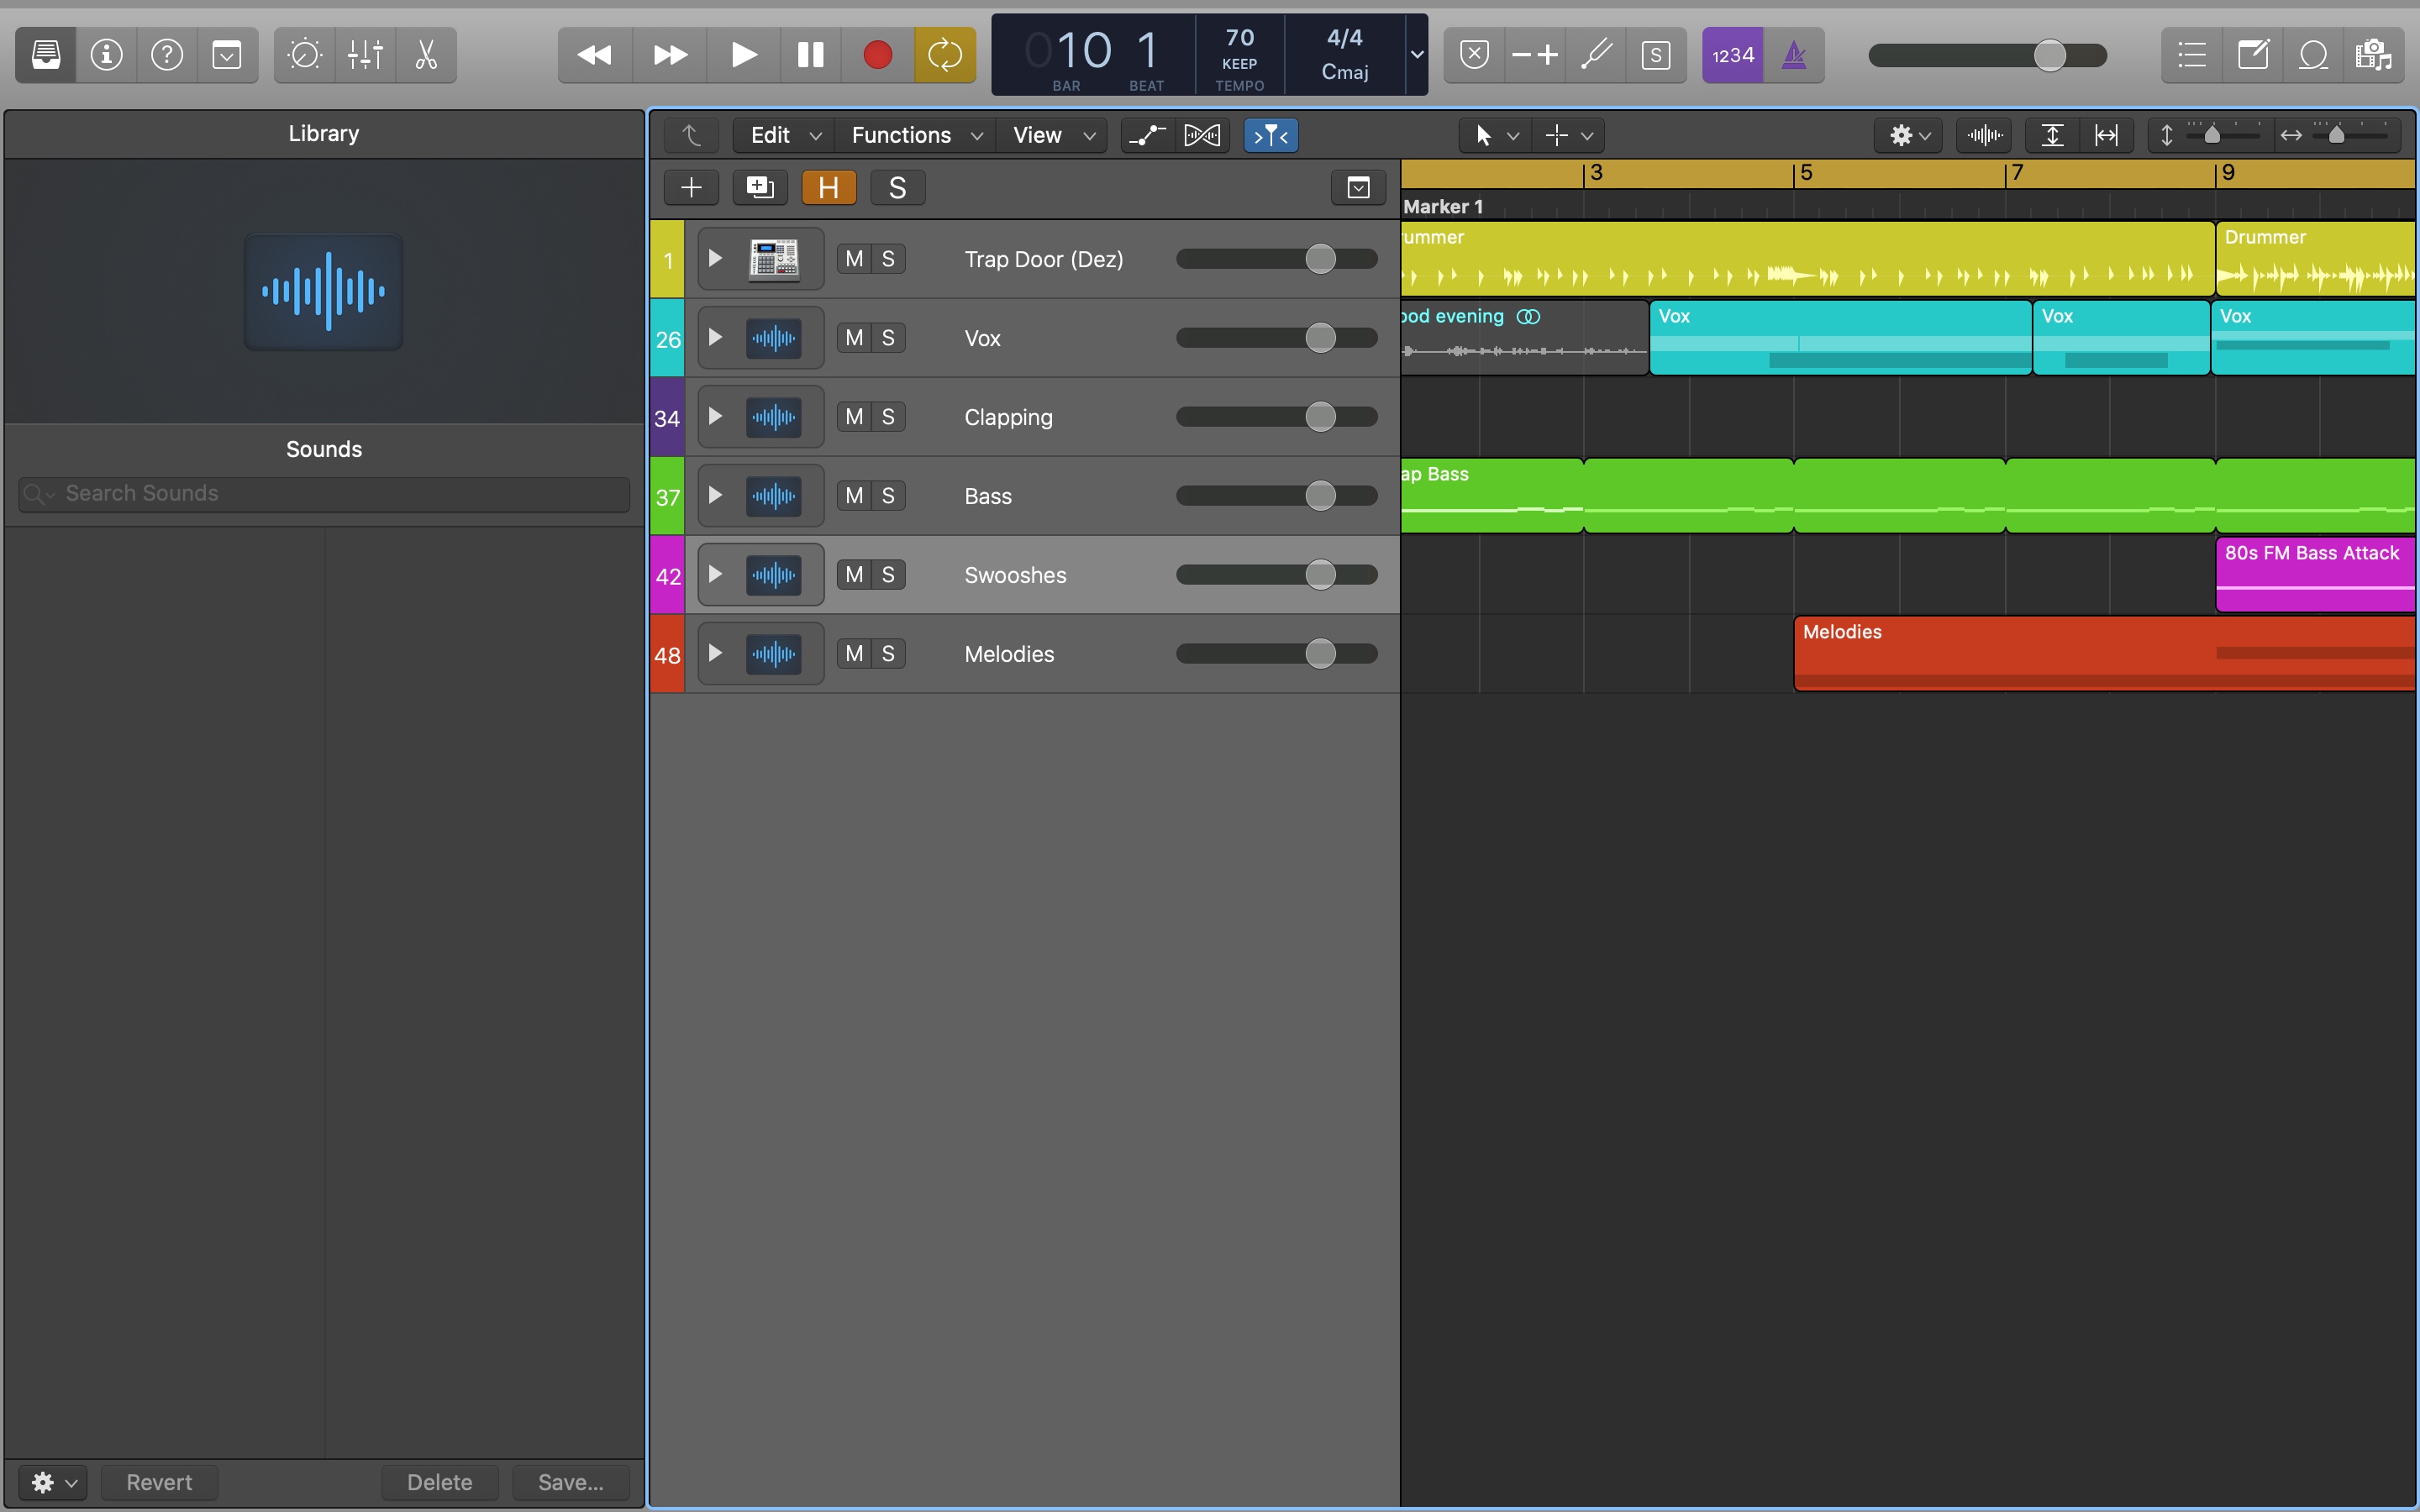 010 1
BAR BEAT
70
KEEP
TEMPO
4/4
Cmaj
S
1234
Library
Sounds
Search Sounds
Revert
Delete
Save...
Edit
Functions
View
H
S
3
5
7
9
Marker 1
1
M S
Trap Door (Dez)
ummer
Drummer
26
M S
Vox
ood evening
Vox
Vox
Vox
34
M S
Clapping
37
M S
Bass
ap Bass
42
M S
Swooshes
80s FM Bass Attack
48
M S
Melodies
Melodies